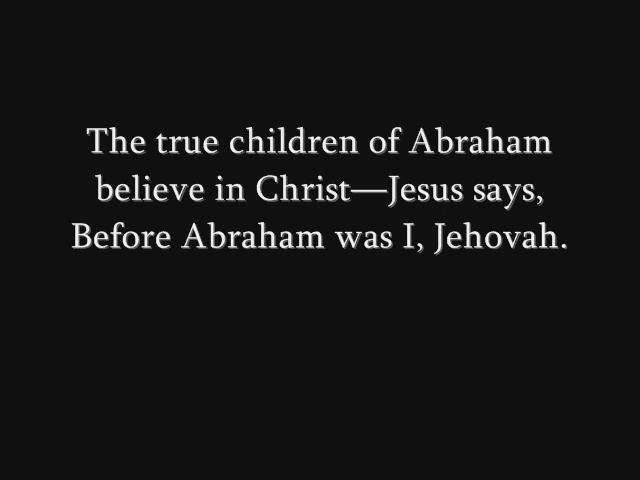 The true children of Abraham
believe in Christ—Jesus says,
Before Abraham was I, Jehovah.